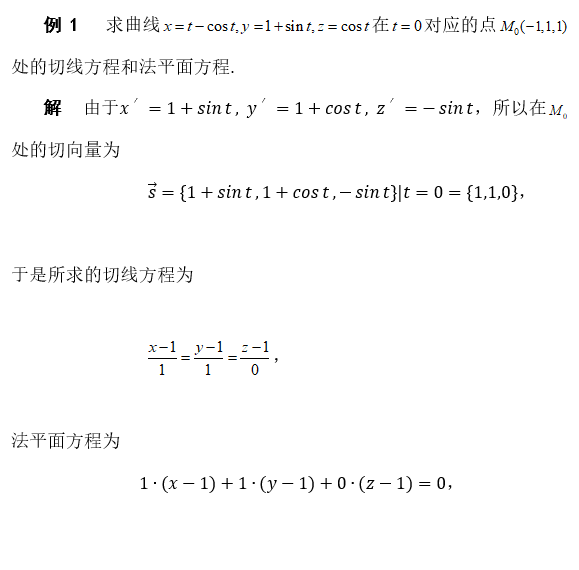 例 1 求曲线 x = t − cos t, y = 1 + sin t, z = cos t 在 t = 0 对应的点 M₀(−1,1,1)
处的切线方程和法平面方程.
解 由于x′ = 1 + sin t, y′ = 1 + cos t, z′ = − sin t，所以在 M₀
处的切向量为
s⃗ = {1 + sin t , 1 + cos t , − sin t}|t = 0 = {1,1,0},
于是所求的切线方程为
(x−1)/1 = (y−1)/1 = (z−1)/0 ,
法平面方程为
1 · (x − 1) + 1 · (y − 1) + 0 · (z − 1) = 0,